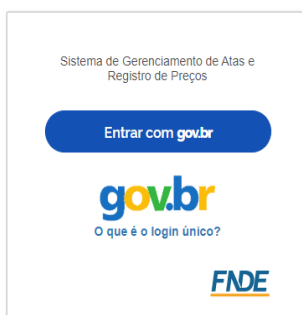 Sistema de Gerenciamento de Atas e
Registro de Preços
Entrar com gov.br
gov.br
O que é o login único?
FNDE